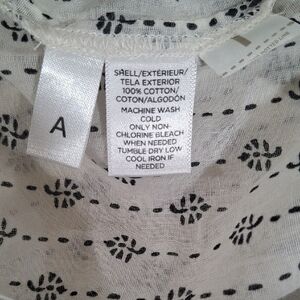 A
SHELL/EXTÉRIEUR/
TELA EXTERIOR
100% COTTON/
COTON/ALGODÓN
MACHINE WASH
COLD
ONLY NON-
CHLORINE BLEACH
WHEN NEEDED
TUMBLE DRY LOW
COOL IRON IF
NEEDED